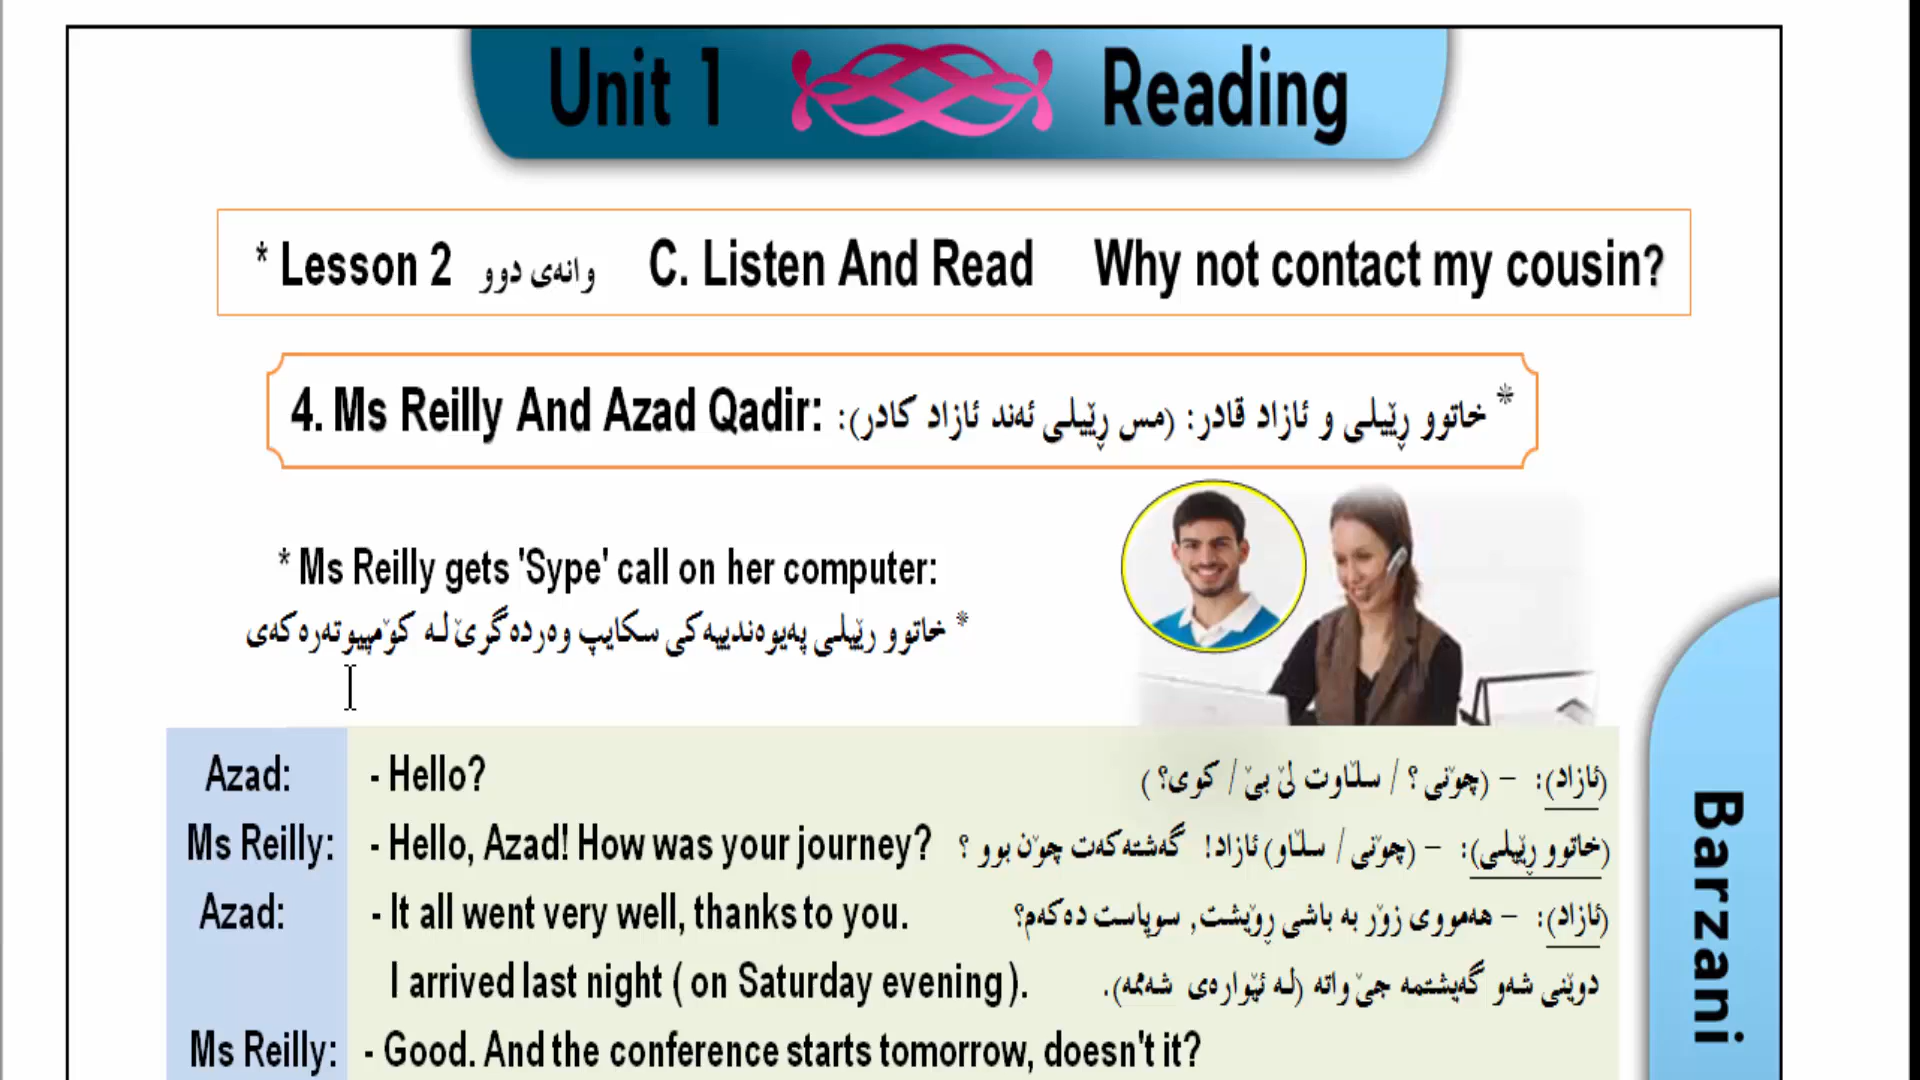 Unit 1 Reading
* Lesson 2 وانەی دوو C. Listen And Read Why not contact my cousin?
4. Ms Reilly And Azad Qadir: * خاتوو ڕێیلی و ئازاد قادر: (مس ڕێیلی ئەند ئازاد کادر):
* Ms Reilly gets 'Sype' call on her computer:
* خاتوو رێیلی پەیوەندییەکی سکایپ وەردەگرێ لە کۆمپیوتەرەکەی
Azad: - Hello? (ئازاد): – (چۆنی؟ / سڵاوت لێ بێ / کوی؟ )
Ms Reilly: - Hello, Azad! How was your journey? (خاتوو ڕێیلی): – (چۆنی / سڵاو) ئازاد! گەشتەکەت چۆن بوو ؟
Azad: - It all went very well, thanks to you. (ئازاد): – هەمووی زۆر بە باشی ڕۆیشت, سوپاست دەکەم؟
I arrived last night ( on Saturday evening ). دوێنی شەو گەیشتمە جێ واتە (لە ئێوارەی شەممە).
Ms Reilly: - Good. And the conference starts tomorrow, doesn't it?
Barzani